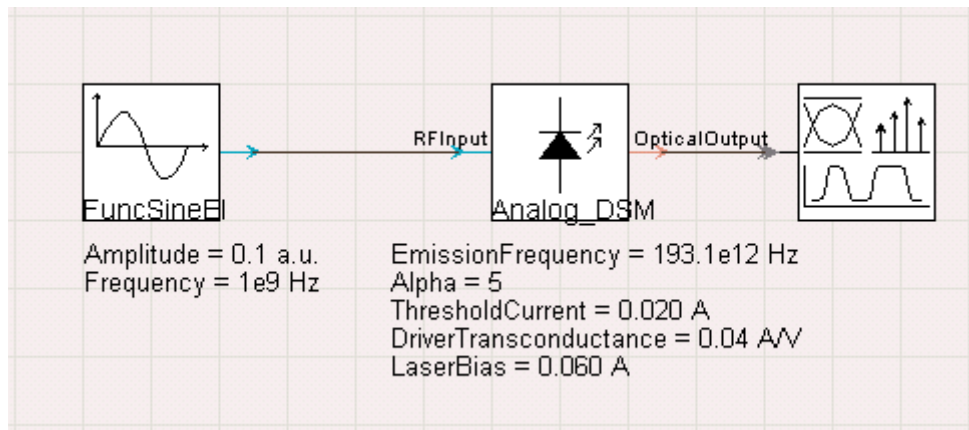 RFInput
OpticalOutput
FuncSineEl
Analog_DSM
Amplitude = 0.1 a.u.
Frequency = 1e9 Hz
EmissionFrequency = 193.1e12 Hz
Alpha = 5
ThresholdCurrent = 0.020 A
DriverTransconductance = 0.04 A/V
LaserBias = 0.060 A